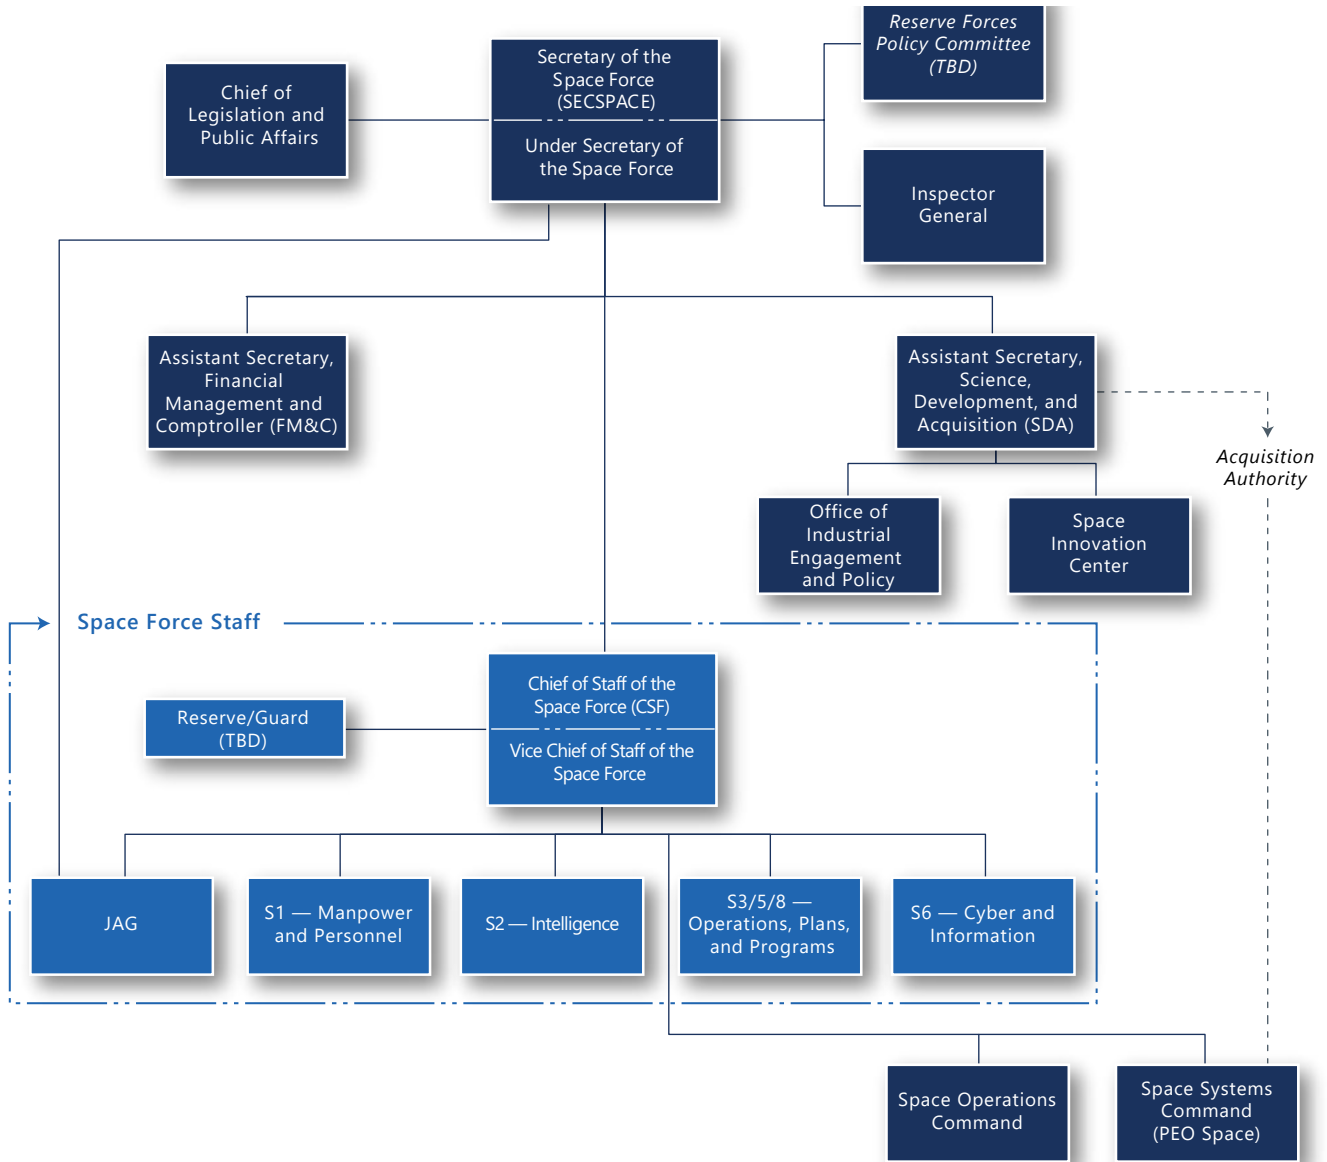 Reserve Forces
Policy Committee
(TBD)
Secretary of the
Space Force
(SECSPACE)
Under Secretary of
the Space Force
Chief of
Legislation and
Public Affairs
Inspector
General
Assistant Secretary,
Financial
Management and
Comptroller (FM&C)
Assistant Secretary,
Science,
Development, and
Acquisition (SDA)
Acquisition
Authority
Office of
Industrial
Engagement
and Policy
Space
Innovation
Center
Space Force Staff
Chief of Staff of the
Space Force (CSF)
Vice Chief of Staff of the
Space Force
Reserve/Guard
(TBD)
JAG
S1 — Manpower
and Personnel
S2 — Intelligence
S3/5/8 —
Operations, Plans,
and Programs
S6 — Cyber and
Information
Space Operations
Command
Space Systems
Command
(PEO Space)